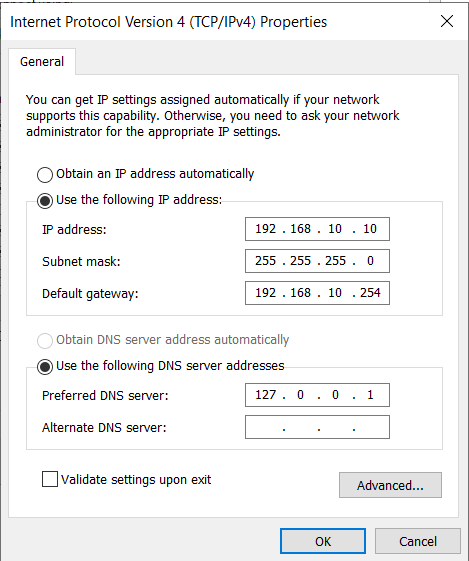 Internet Protocol Version 4 (TCP/IPv4) Properties
General
You can get IP settings assigned automatically if your network
supports this capability. Otherwise, you need to ask your network
administrator for the appropriate IP settings.
Obtain an IP address automatically
Use the following IP address:
IP address: 192 . 168 . 10 . 10
Subnet mask: 255 . 255 . 255 . 0
Default gateway: 192 . 168 . 10 . 254
Obtain DNS server address automatically
Use the following DNS server addresses
Preferred DNS server: 127 . 0 . 0 . 1
Alternate DNS server: . . .
Validate settings upon exit
Advanced...
OK Cancel